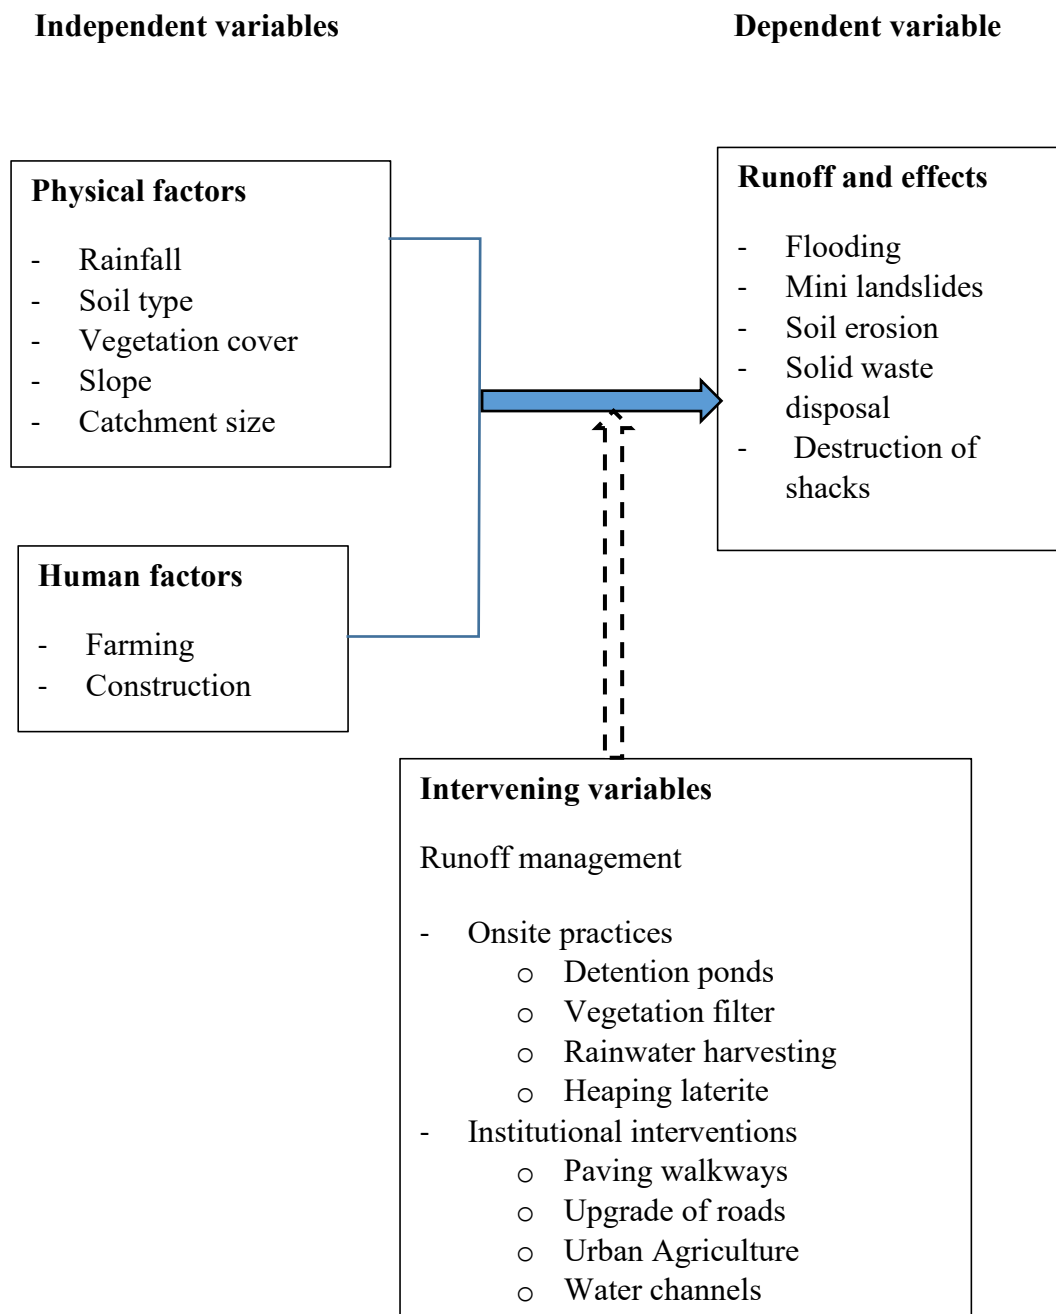 Independent variables
Dependent variable
Physical factors
- Rainfall
- Soil type
- Vegetation cover
- Slope
- Catchment size
Runoff and effects
- Flooding
- Mini landslides
- Soil erosion
- Solid waste
disposal
- Destruction of
shacks
Human factors
- Farming
- Construction
Intervening variables
Runoff management
- Onsite practices
o Detention ponds
o Vegetation filter
o Rainwater harvesting
o Heaping laterite
- Institutional interventions
o Paving walkways
o Upgrade of roads
o Urban Agriculture
o Water channels